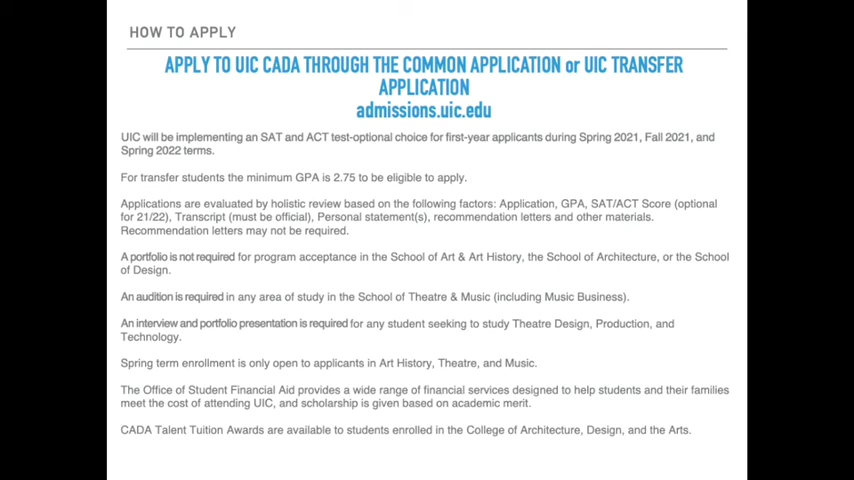 HOW TO APPLY
APPLY TO UIC CADA THROUGH THE COMMON APPLICATION or UIC TRANSFER
APPLICATION
admissions.uic.edu
UIC will be implementing an SAT and ACT test-optional choice for first-year applicants during Spring 2021, Fall 2021, and
Spring 2022 terms.
For transfer students the minimum GPA is 2.75 to be eligible to apply.
Applications are evaluated by holistic review based on the following factors: Application, GPA, SAT/ACT Score (optional
for 21/22), Transcript (must be official), Personal statement(s), recommendation letters and other materials.
Recommendation letters may not be required.
A portfolio is not required for program acceptance in the School of Art & Art History, the School of Architecture, or the School
of Design.
An audition is required in any area of study in the School of Theatre & Music (including Music Business).
An interview and portfolio presentation is required for any student seeking to study Theatre Design, Production, and
Technology.
Spring term enrollment is only open to applicants in Art History, Theatre, and Music.
The Office of Student Financial Aid provides a wide range of financial services designed to help students and their families
meet the cost of attending UIC, and scholarship is given based on academic merit.
CADA Talent Tuition Awards are available to students enrolled in the College of Architecture, Design, and the Arts.